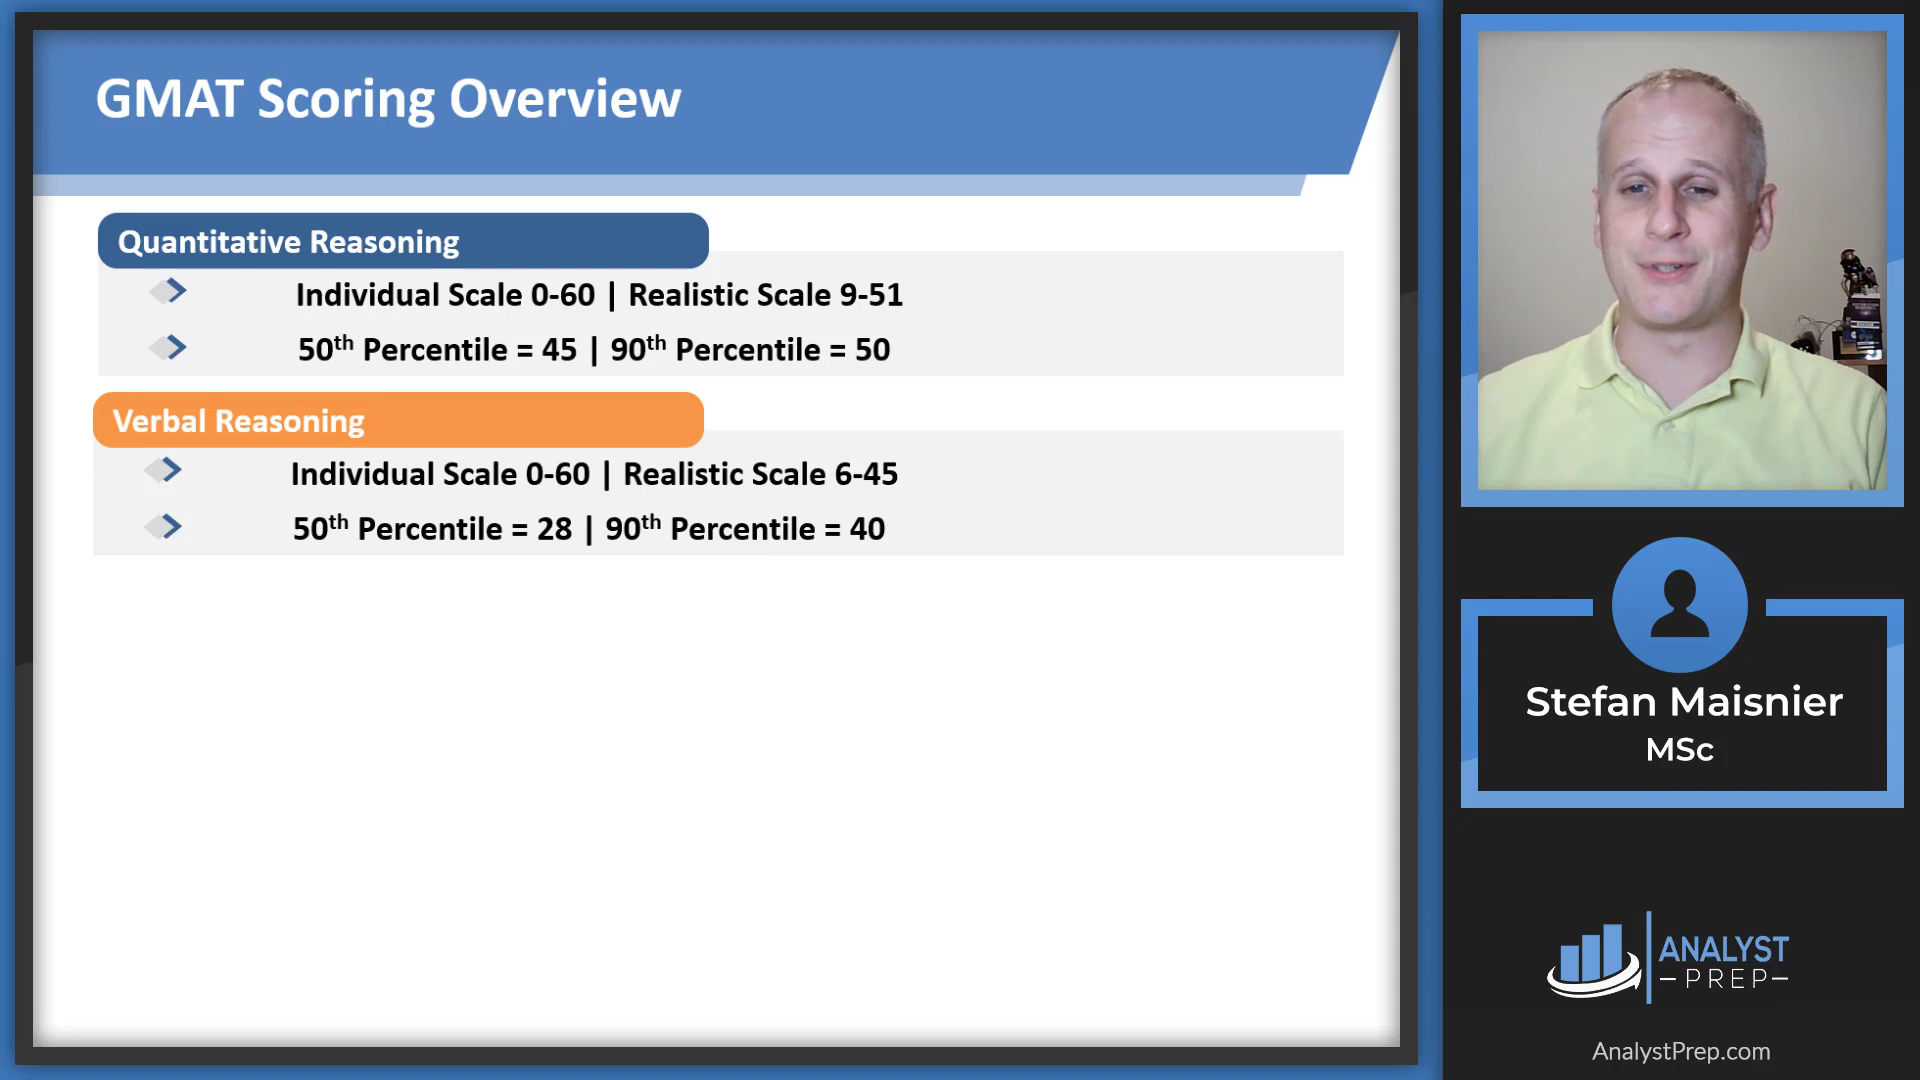 GMAT Scoring Overview
Quantitative Reasoning
Individual Scale 0-60 | Realistic Scale 9-51
50th Percentile = 45 | 90th Percentile = 50
Verbal Reasoning
Individual Scale 0-60 | Realistic Scale 6-45
50th Percentile = 28 | 90th Percentile = 40
Stefan Maisnier
MSc
ANALYST
PREP
AnalystPrep.com